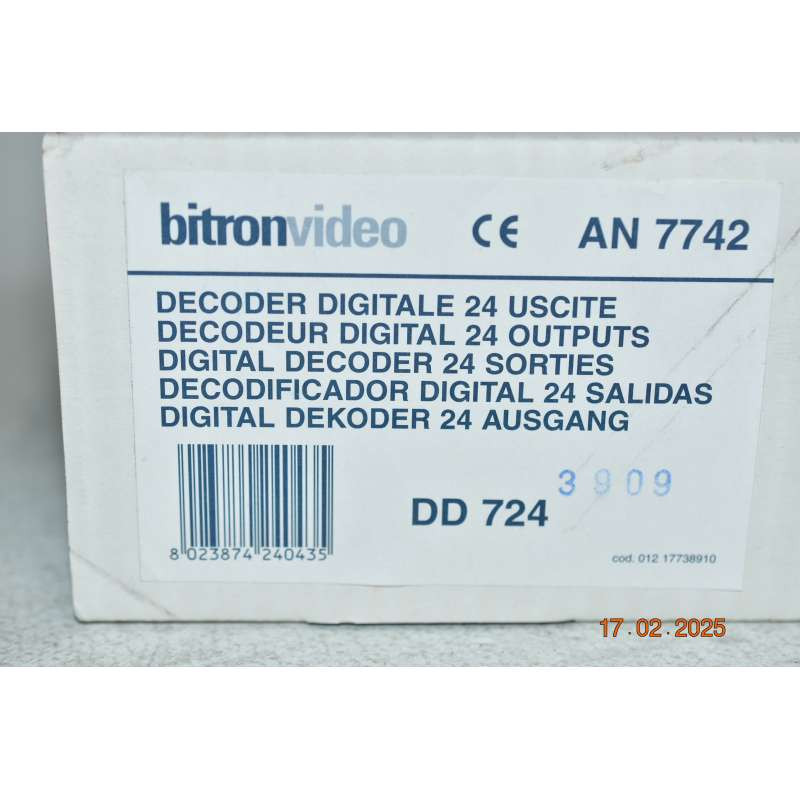 bitronvideo CE AN 7742
DECODER DIGITALE 24 USCITE
DECODEUR DIGITAL 24 OUTPUTS
DIGITAL DECODER 24 SORTIES
DECODIFICADOR DIGITAL 24 SALIDAS
DIGITAL DEKODER 24 AUSGANG
3909
DD 724
8 023874 240435
cod. 012 17738910
17.02.2025